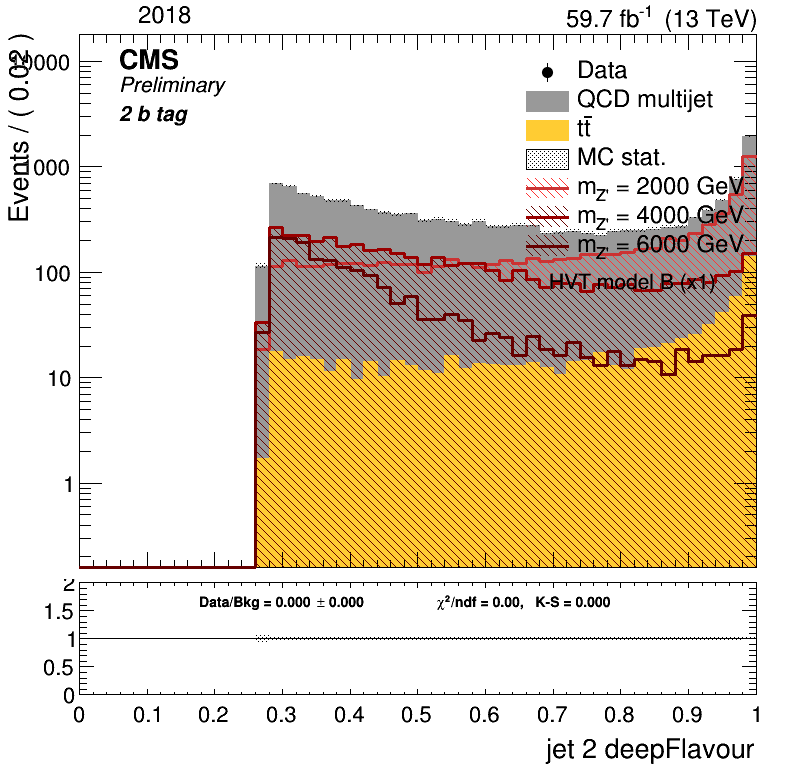 2018
59.7 fb⁻¹ (13 TeV)
Events / ( 0.02 )
CMS
Preliminary
2 b tag
Data
QCD multijet
tt̄
MC stat.
m_Z' = 2000 GeV
m_Z' = 4000 GeV
m_Z' = 6000 GeV
HVT model B (x1)
10000
1000
100
10
1
Data/Bkg = 0.000 ± 0.000
χ²/ndf = 0.00, K-S = 0.000
2
1.5
1
0.5
0
0 0.1 0.2 0.3 0.4 0.5 0.6 0.7 0.8 0.9 1
jet 2 deepFlavour